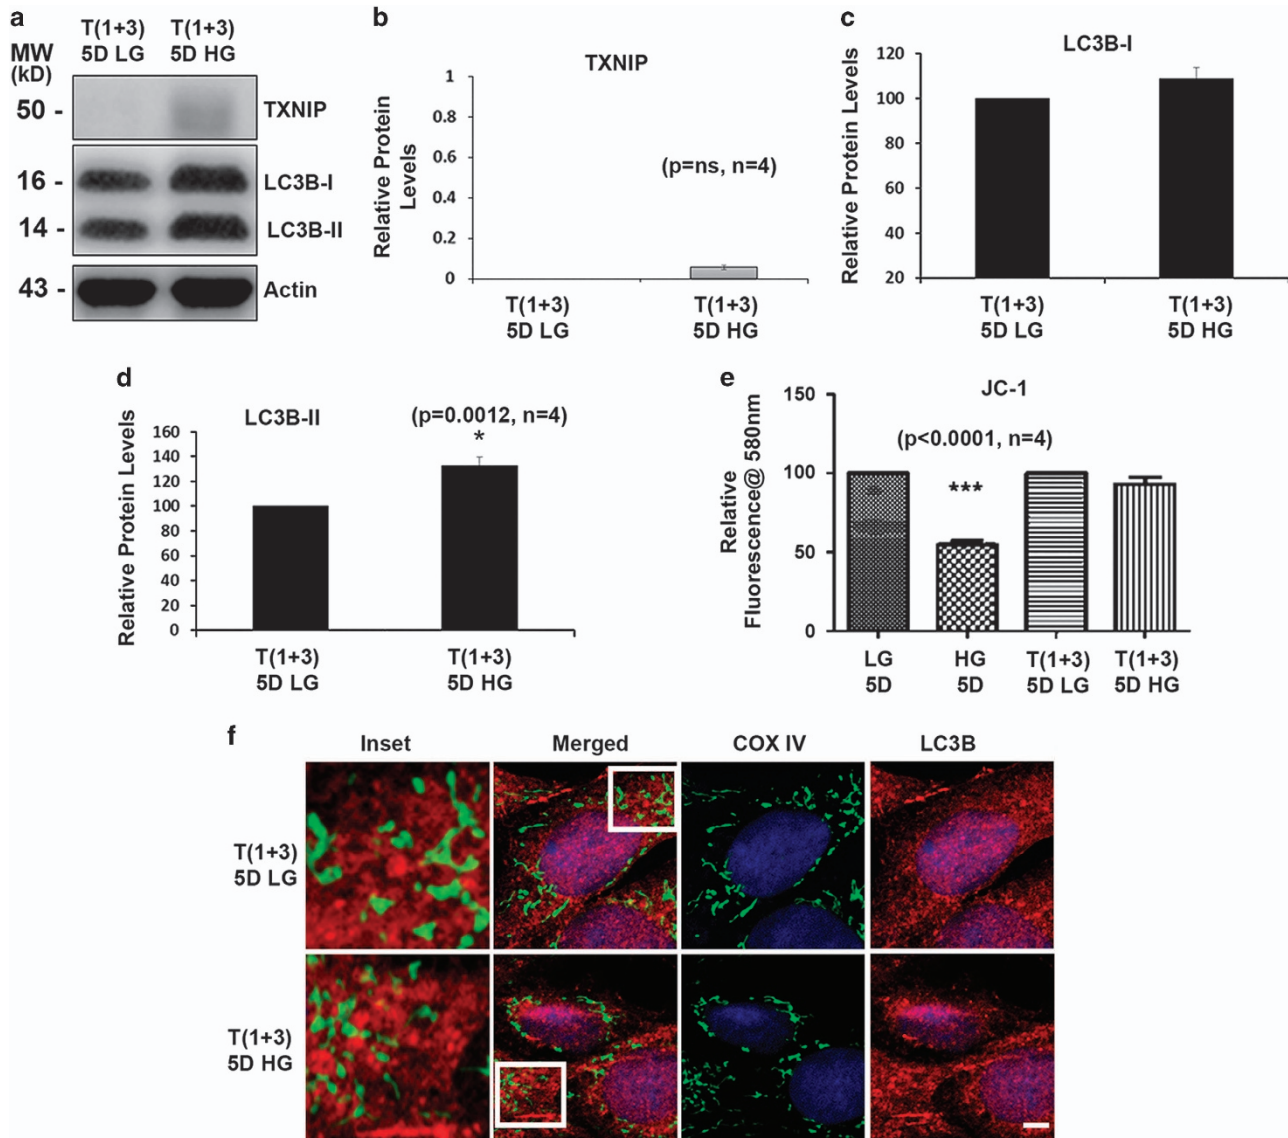 a
T(1+3) T(1+3)
5D LG 5D HG
MW
(kD)
50 - TXNIP
16 - LC3B-I
14 - LC3B-II
43 - Actin
b
TXNIP
Relative Protein
Levels
1
0.8
0.6
0.4
0.2
0
(p=ns, n=4)
T(1+3) T(1+3)
5D LG 5D HG
c
LC3B-I
Relative Protein Levels
120
100
80
60
40
20
T(1+3) T(1+3)
5D LG 5D HG
d
LC3B-II
(p=0.0012, n=4)
*
Relative Protein Levels
160
140
120
100
80
60
40
20
0
T(1+3) T(1+3)
5D LG 5D HG
e
JC-1
(p<0.0001, n=4)
***
Relative
Fluorescence@ 580nm
150
100
50
0
LG HG T(1+3) T(1+3)
5D 5D 5D LG 5D HG
f
Inset Merged COX IV LC3B
T(1+3)
5D LG
T(1+3)
5D HG